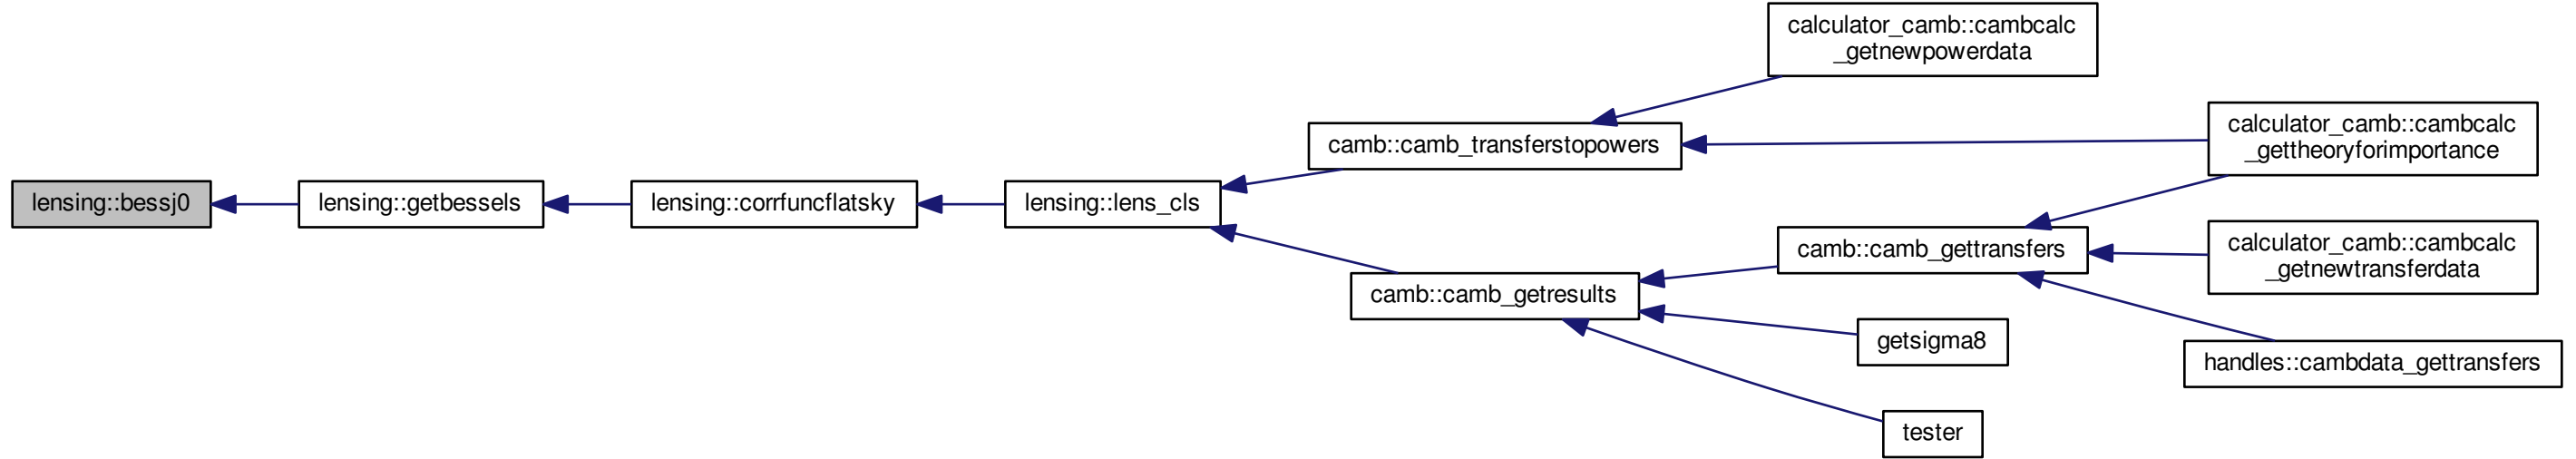 lensing::bessj0
lensing::getbessels
lensing::corrfuncflatsky
lensing::lens_cls
camb::camb_transferstopowers
calculator_camb::cambcalc
_getnewpowerdata
calculator_camb::cambcalc
_gettheoryforimportance
camb::camb_getresults
camb::camb_gettransfers
calculator_camb::cambcalc
_getnewtransferdata
handles::cambdata_gettransfers
getsigma8
tester